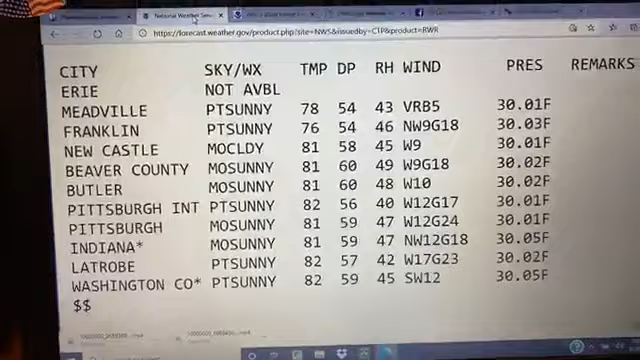 National Weather Serv
https://forecast.weather.gov/product.php?site=NWS&issuedby=CTP&product=RWR
CITY SKY/WX TMP DP RH WIND PRES REMARKS
ERIE NOT AVBL
MEADVILLE PTSUNNY 78 54 43 VRB5 30.01F
FRANKLIN PTSUNNY 76 54 46 NW9G18 30.03F
NEW CASTLE MOCLDY 81 58 45 W9 30.01F
BEAVER COUNTY MOSUNNY 81 60 49 W9G18 30.02F
BUTLER MOSUNNY 81 60 48 W10 30.02F
PITTSBURGH INT PTSUNNY 82 56 40 W12G17 30.01F
PITTSBURGH MOSUNNY 81 59 47 W12G24 30.01F
INDIANA* MOSUNNY 81 59 47 NW12G18 30.05F
LATROBE PTSUNNY 82 57 42 W17G23 30.02F
WASHINGTON CO* PTSUNNY 82 59 45 SW12 30.05F
$$